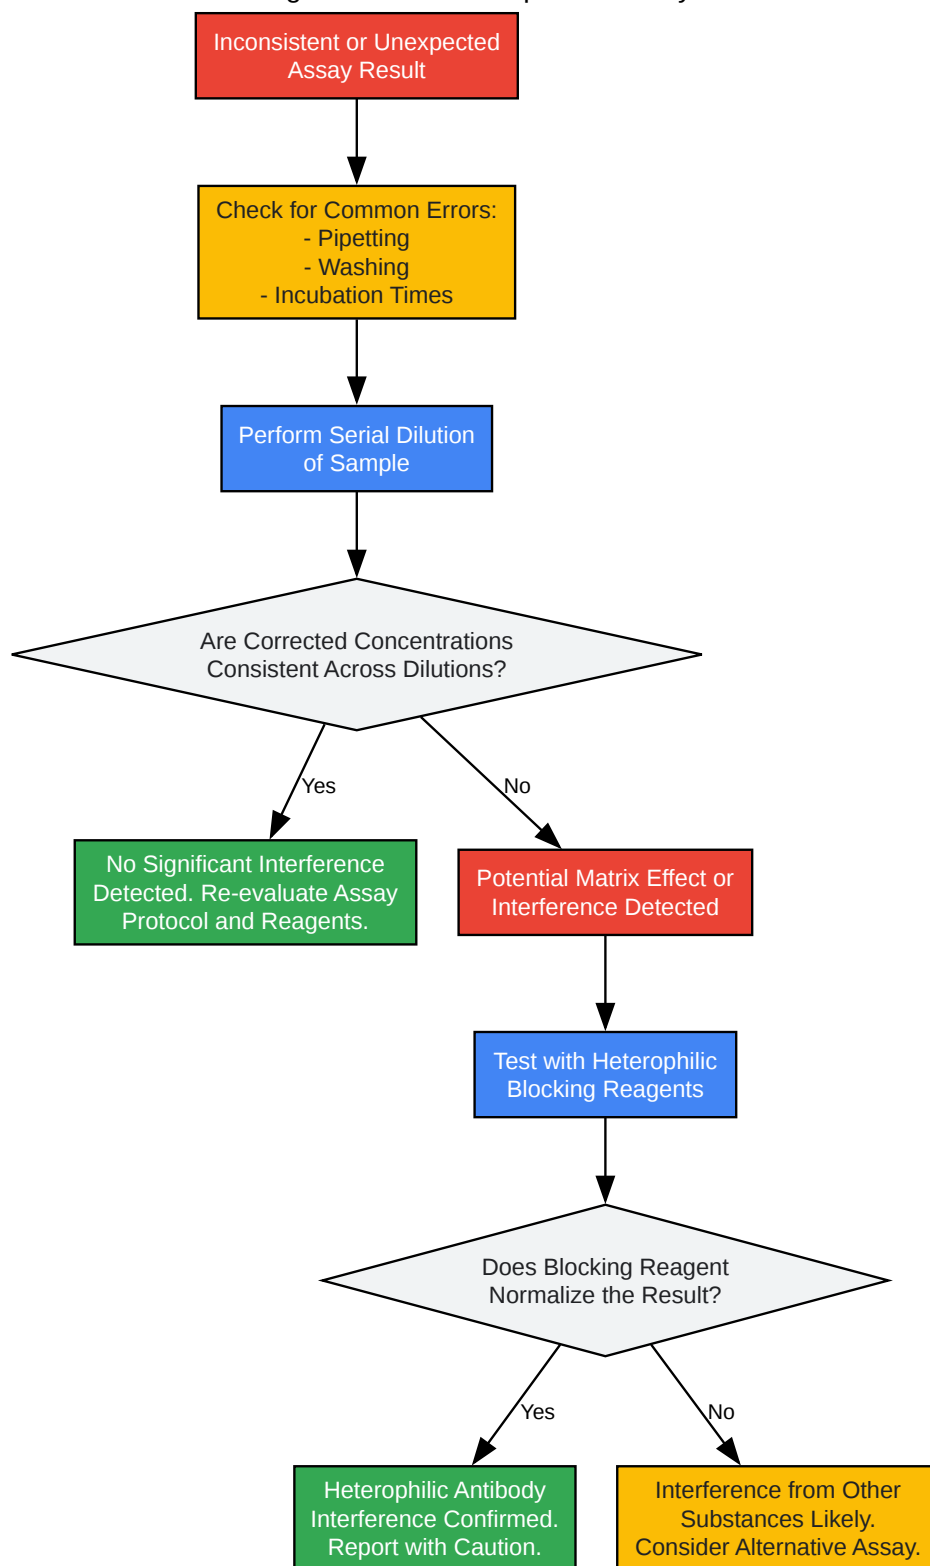 Inconsistent or Unexpected
Assay Result
Check for Common Errors:
- Pipetting
- Washing
- Incubation Times
Perform Serial Dilution
of Sample
Are Corrected Concentrations
Consistent Across Dilutions?
Yes
No
No Significant Interference
Detected. Re-evaluate Assay
Protocol and Reagents.
Potential Matrix Effect or
Interference Detected
Test with Heterophilic
Blocking Reagents
Does Blocking Reagent
Normalize the Result?
Yes
No
Heterophilic Antibody
Interference Confirmed.
Report with Caution.
Interference from Other
Substances Likely.
Consider Alternative Assay.